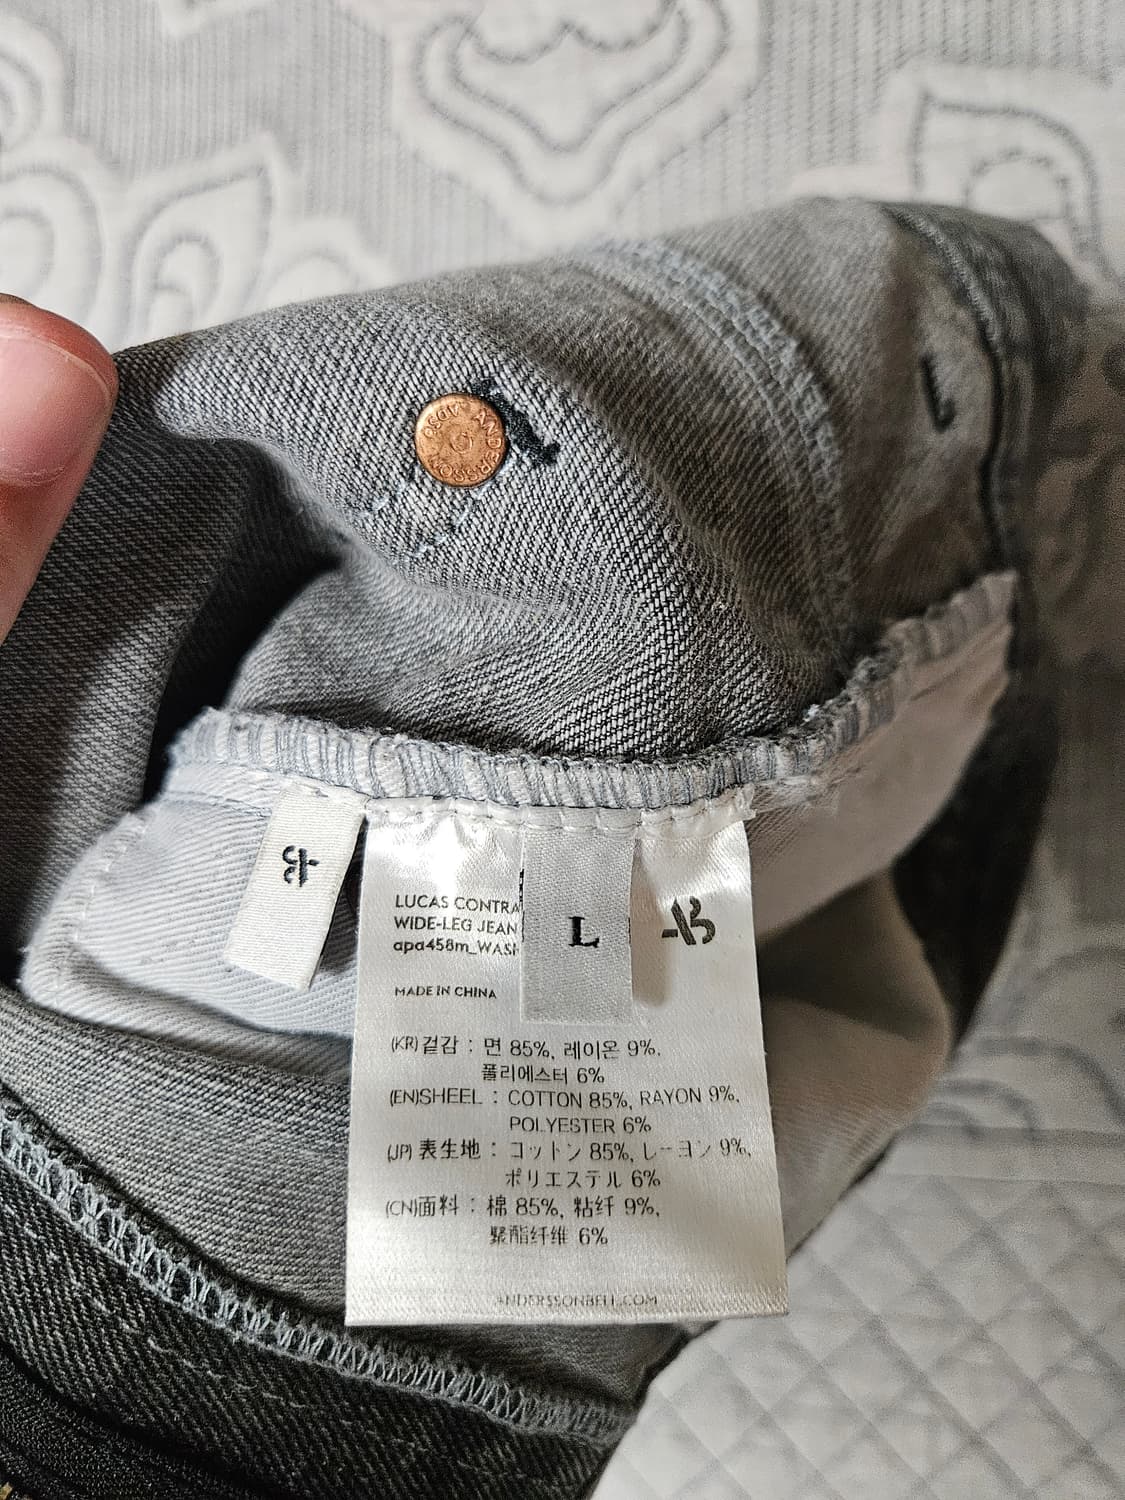 ANDERSSON
LUCAS CONTRA
WIDE-LEG JEAN
apa458m_WASH
L
AB
MADE IN CHINA
(KR)겉감 : 면 85%, 레이온 9%,
폴리에스터 6%
(EN)SHEEL : COTTON 85%, RAYON 9%,
POLYESTER 6%
(JP) 表生地 : コットン 85%, レーヨン 9%,
ポリエステル 6%
(CN)面料 : 棉 85%, 粘纤 9%,
聚酯纤维 6%
ANDERSSONBELL.COM